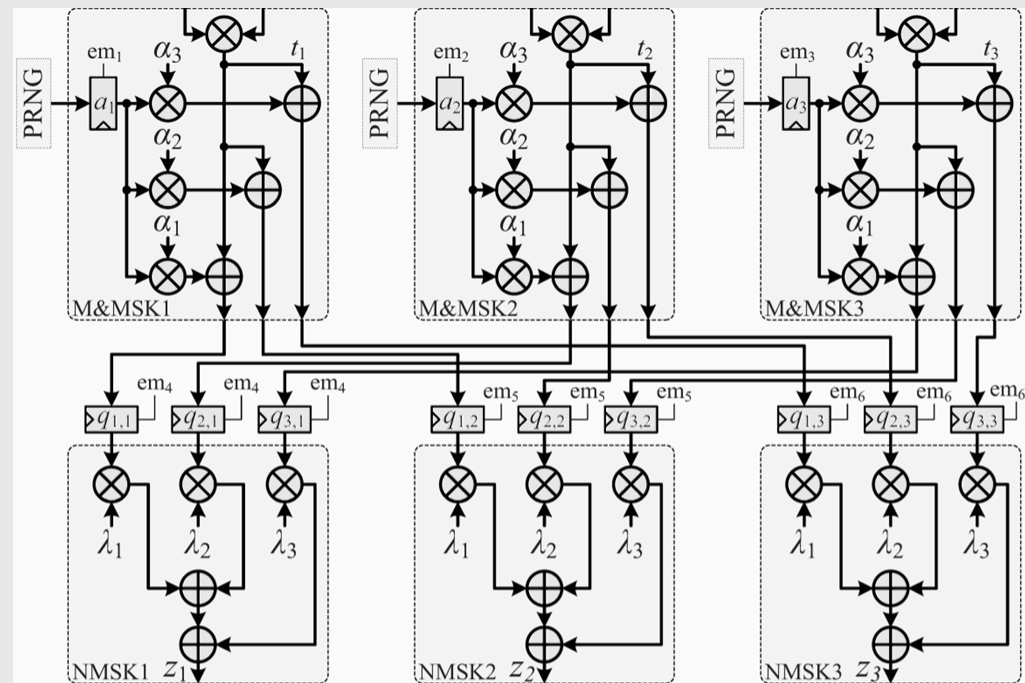 em₁ α₃ t₁ em₂ α₃ t₂ em₃ α₃ t₃
PRNG a₁ PRNG a₂ PRNG a₃
α₂ α₂ α₂
α₁ α₁ α₁
M&MSK1 M&MSK2 M&MSK3
em₄ em₄ em₄ em₅ em₅ em₅ em₆ em₆ em₆
q₁,₁ q₂,₁ q₃,₁ q₁,₂ q₂,₂ q₃,₂ q₁,₃ q₂,₃ q₃,₃
λ₁ λ₂ λ₃ λ₁ λ₂ λ₃ λ₁ λ₂ λ₃
NMSK1 z₁ NMSK2 z₂ NMSK3 z₃